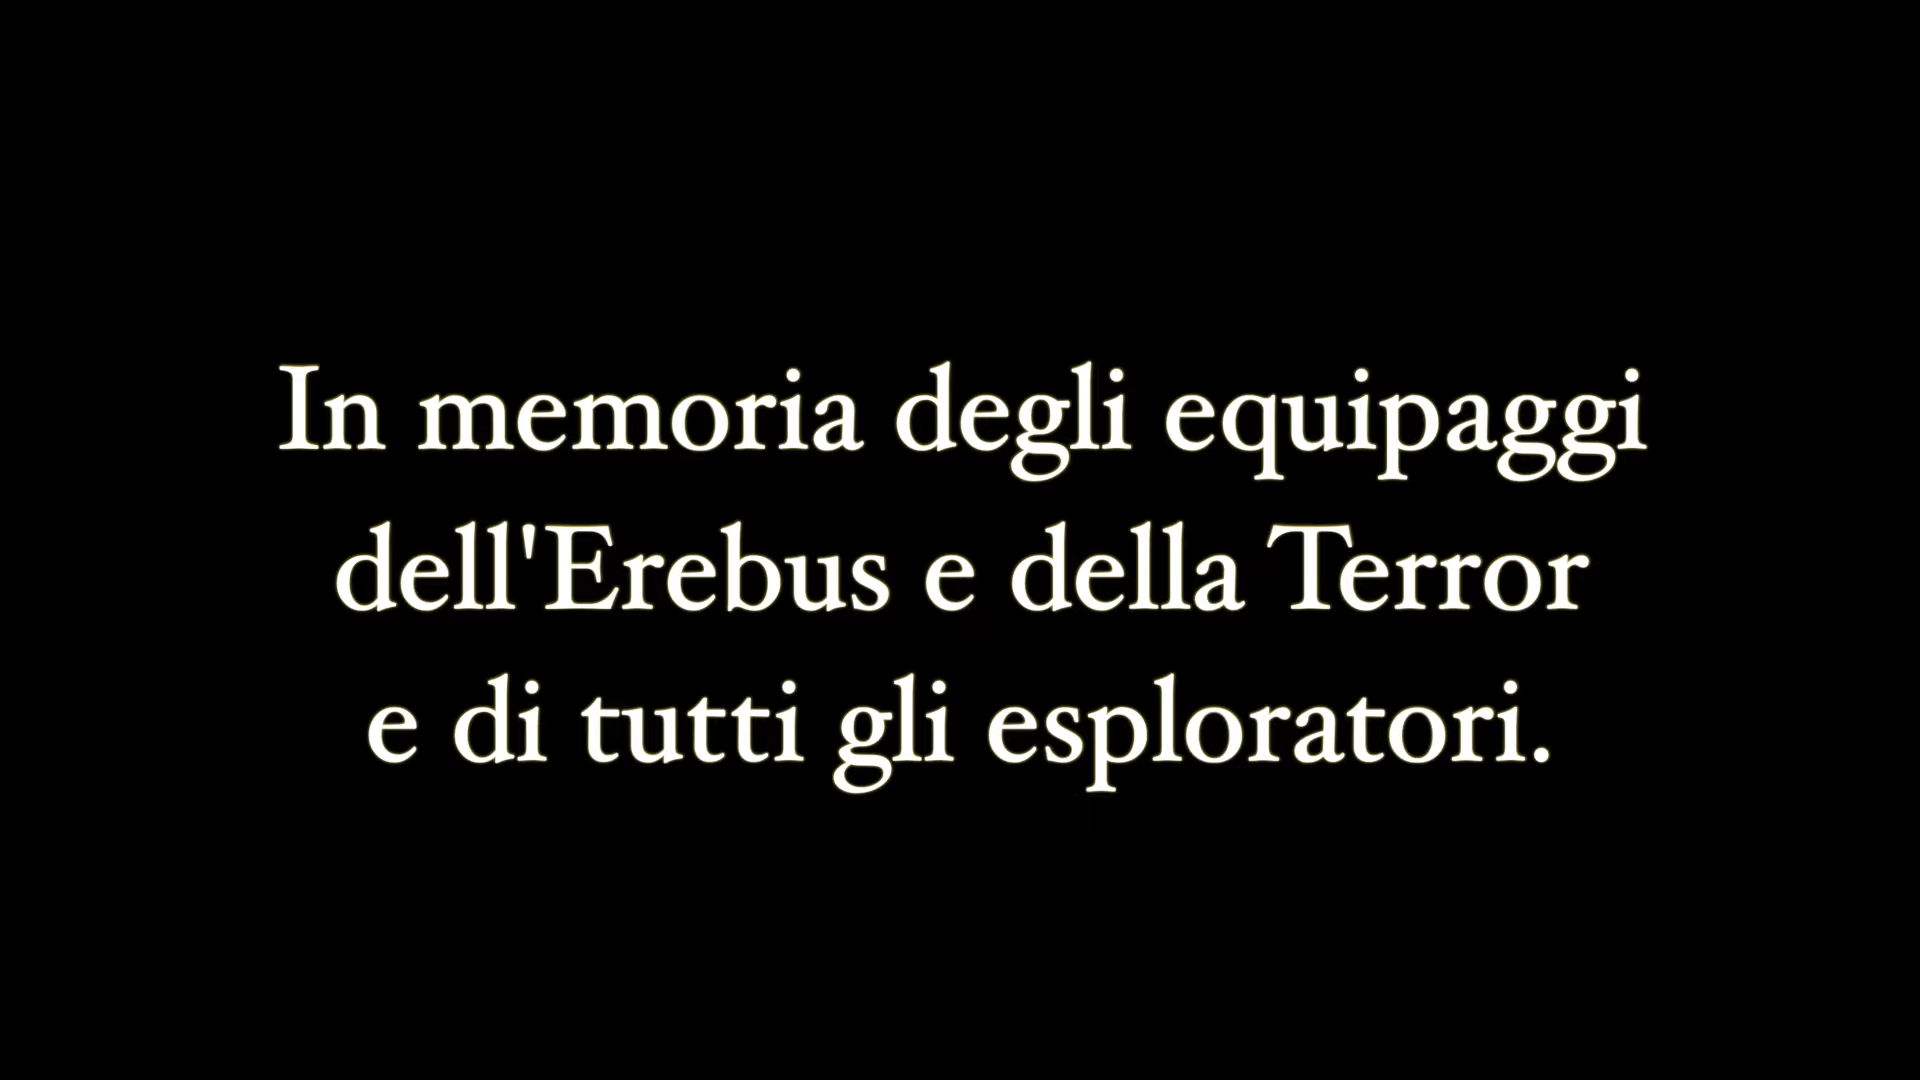 In memoria degli equipaggi
dell'Erebus e della Terror
e di tutti gli esploratori.